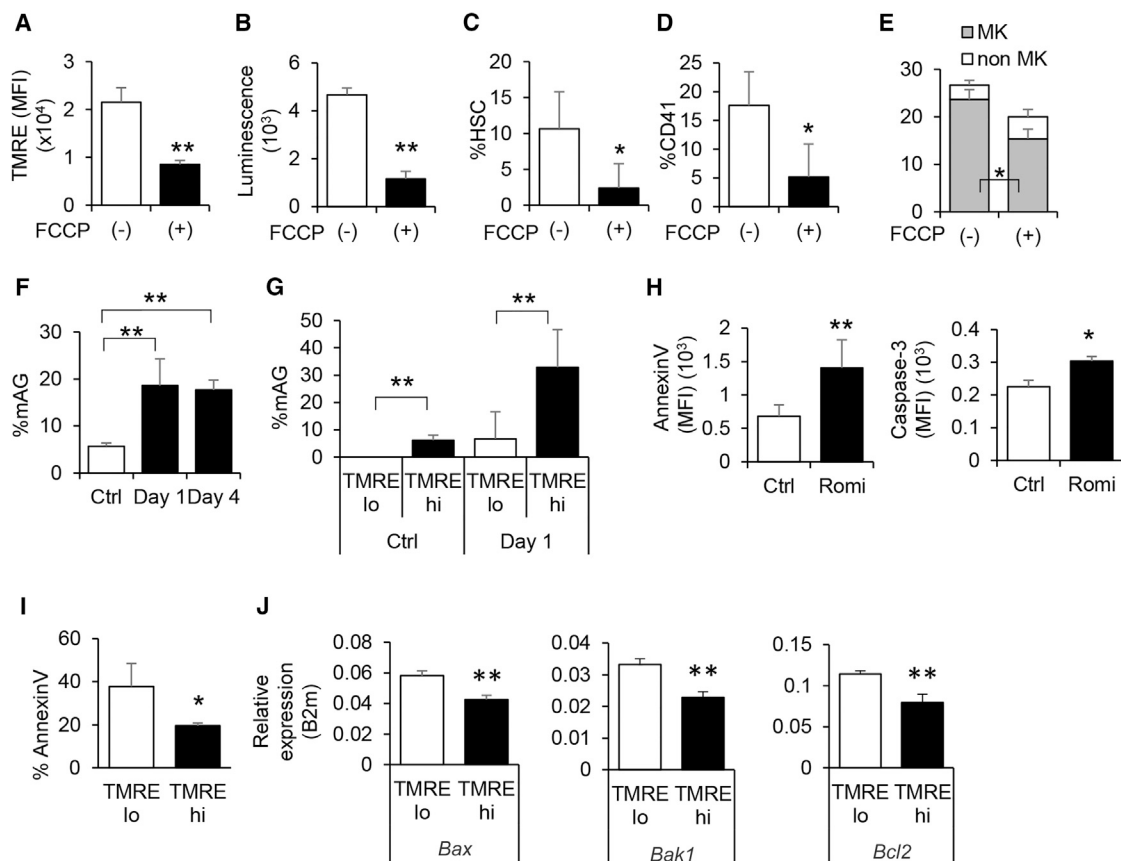 A
TMRE (MFI)
(x10⁴)
3
2
1
0
**
FCCP (-) (+)
B
Luminescence
(10³)
6
4
2
0
**
FCCP (-) (+)
C
%HSC
20
15
10
5
0
*
FCCP (-) (+)
D
%CD41
25
20
15
10
5
0
*
FCCP (-) (+)
E
MK
non MK
30
20
10
0
*
FCCP (-) (+)
F
%mAG
30
20
10
0
**
**
Ctrl Day 1 Day 4
G
%mAG
50
40
30
20
10
0
**
**
TMRE TMRE TMRE TMRE
lo hi lo hi
Ctrl Day 1
H
AnnexinV
(MFI) (10³)
2
1.5
1
0.5
0
**
Ctrl Romi
Caspase-3
(MFI) (10³)
0.4
0.3
0.2
0.1
0
*
Ctrl Romi
I
% AnnexinV
60
40
20
0
*
TMRE TMRE
lo hi
J
Relative
expression
(B2m)
0.08
0.06
0.04
0.02
0
**
TMRE TMRE
lo hi
Bax
0.04
0.03
0.02
0.01
0
**
TMRE TMRE
lo hi
Bak1
0.15
0.1
0.05
0
**
TMRE TMRE
lo hi
Bcl2